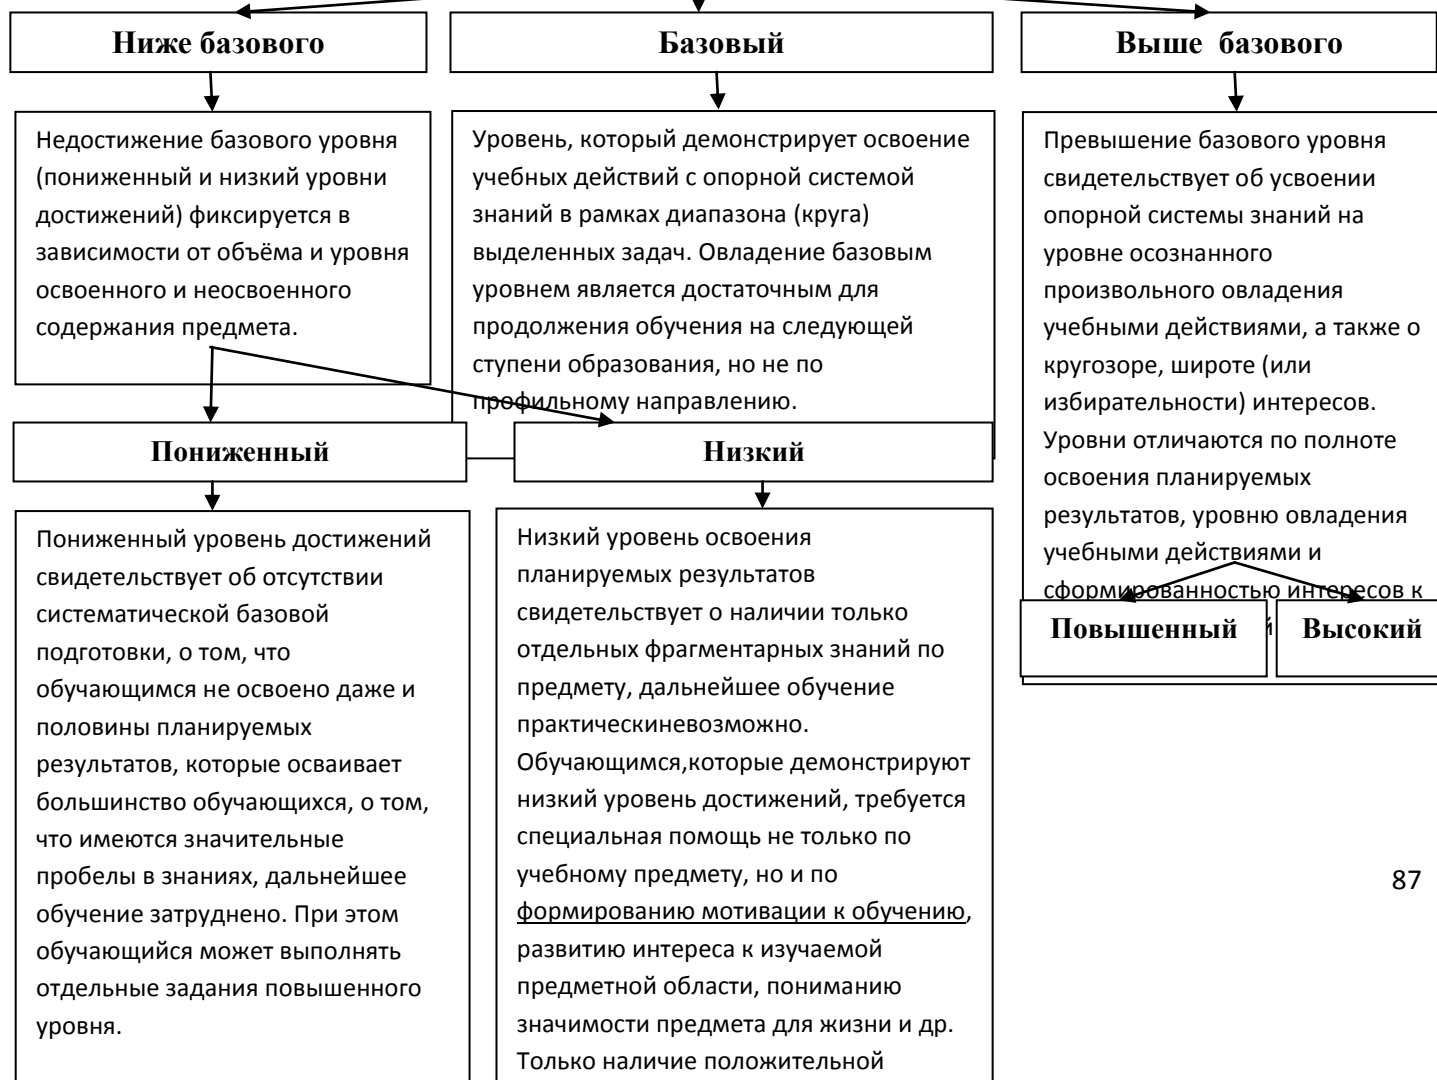 Ниже базового
Базовый
Выше базового
Недостижение базового уровня
(пониженный и низкий уровни
достижений) фиксируется в
зависимости от объёма и уровня
освоенного и неосвоенного
содержания предмета.
Уровень, который демонстрирует освоение
учебных действий с опорной системой
знаний в рамках диапазона (круга)
выделенных задач. Овладение базовым
уровнем является достаточным для
продолжения обучения на следующей
ступени образования, но не по
профильному направлению.
Превышение базового уровня
свидетельствует об усвоении
опорной системы знаний на
уровне осознанного
произвольного овладения
учебными действиями, а также о
кругозоре, широте (или
избирательности) интересов.
Уровни отличаются по полноте
освоения планируемых
результатов, уровню овладения
учебными действиями и
сформированностью интересов к
Пониженный
Низкий
Повышенный
Высокий
Пониженный уровень достижений
свидетельствует об отсутствии
систематической базовой
подготовки, о том, что
обучающимся не освоено даже и
половины планируемых
результатов, которые осваивает
большинство обучающихся, о том,
что имеются значительные
пробелы в знаниях, дальнейшее
обучение затруднено. При этом
обучающийся может выполнять
отдельные задания повышенного
уровня.
Низкий уровень освоения
планируемых результатов
свидетельствует о наличии только
отдельных фрагментарных знаний по
предмету, дальнейшее обучение
практическиневозможно.
Обучающимся,которые демонстрируют
низкий уровень достижений, требуется
специальная помощь не только по
учебному предмету, но и по
формированию мотивации к обучению,
развитию интереса к изучаемой
предметной области, пониманию
значимости предмета для жизни и др.
Только наличие положительной
87